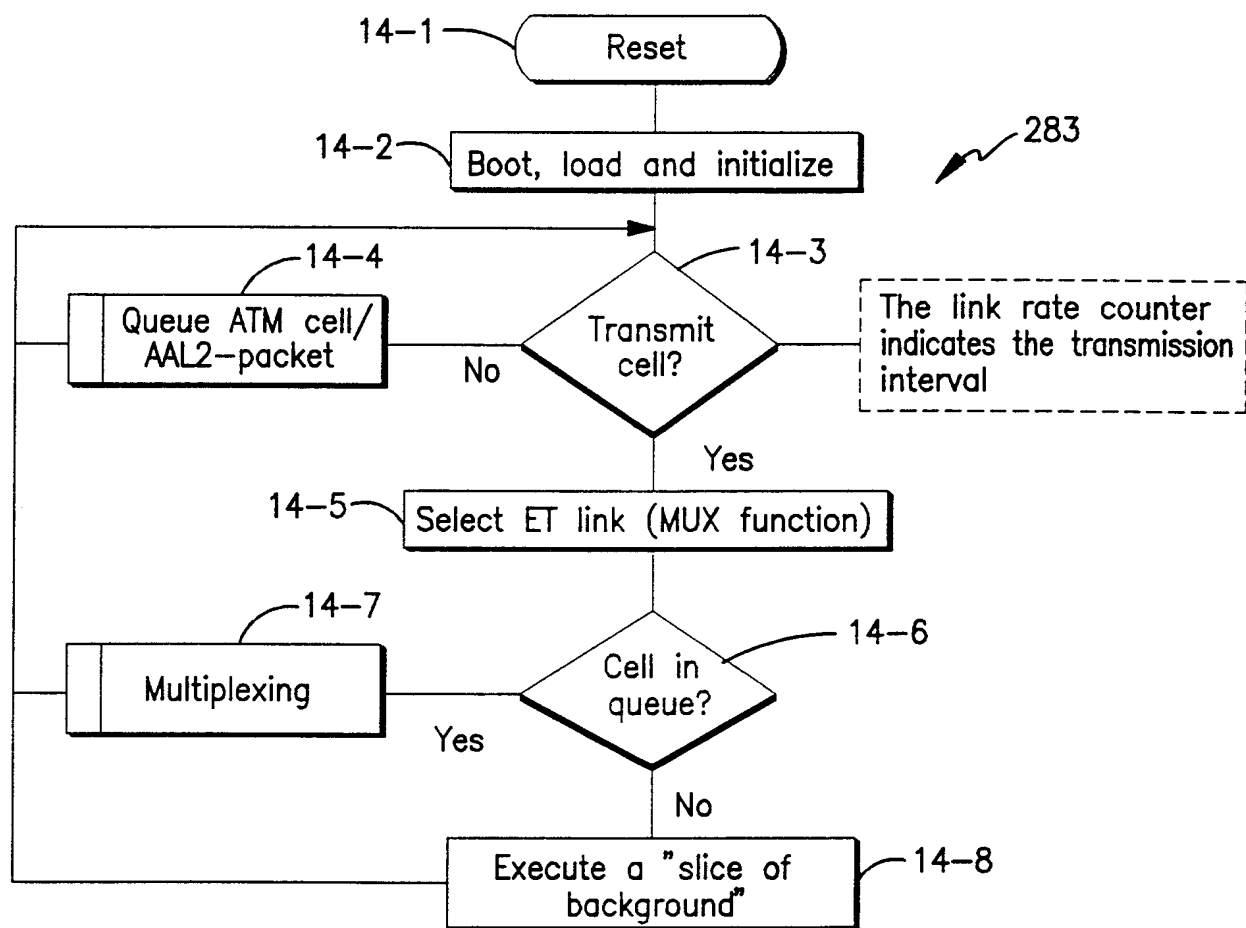 14-1
Reset
14-2
Boot, load and initialize
283
14-4
14-3
Queue ATM cell/
AAL2-packet
No
Transmit
cell?
The link rate counter
indicates the transmission
interval
Yes
14-5
Select ET link (MUX function)
14-7
14-6
Multiplexing
Yes
Cell in
queue?
No
Execute a "slice of
background"
14-8